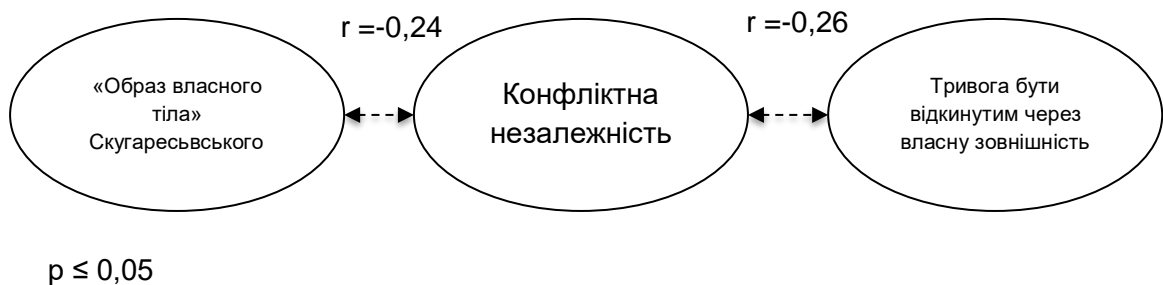 r =-0,24
r =-0,26
«Образ власного
тіла»
Скугаресьвського
Конфліктна
незалежність
Тривога бути
відкинутим через
власну зовнішність
p ≤ 0,05